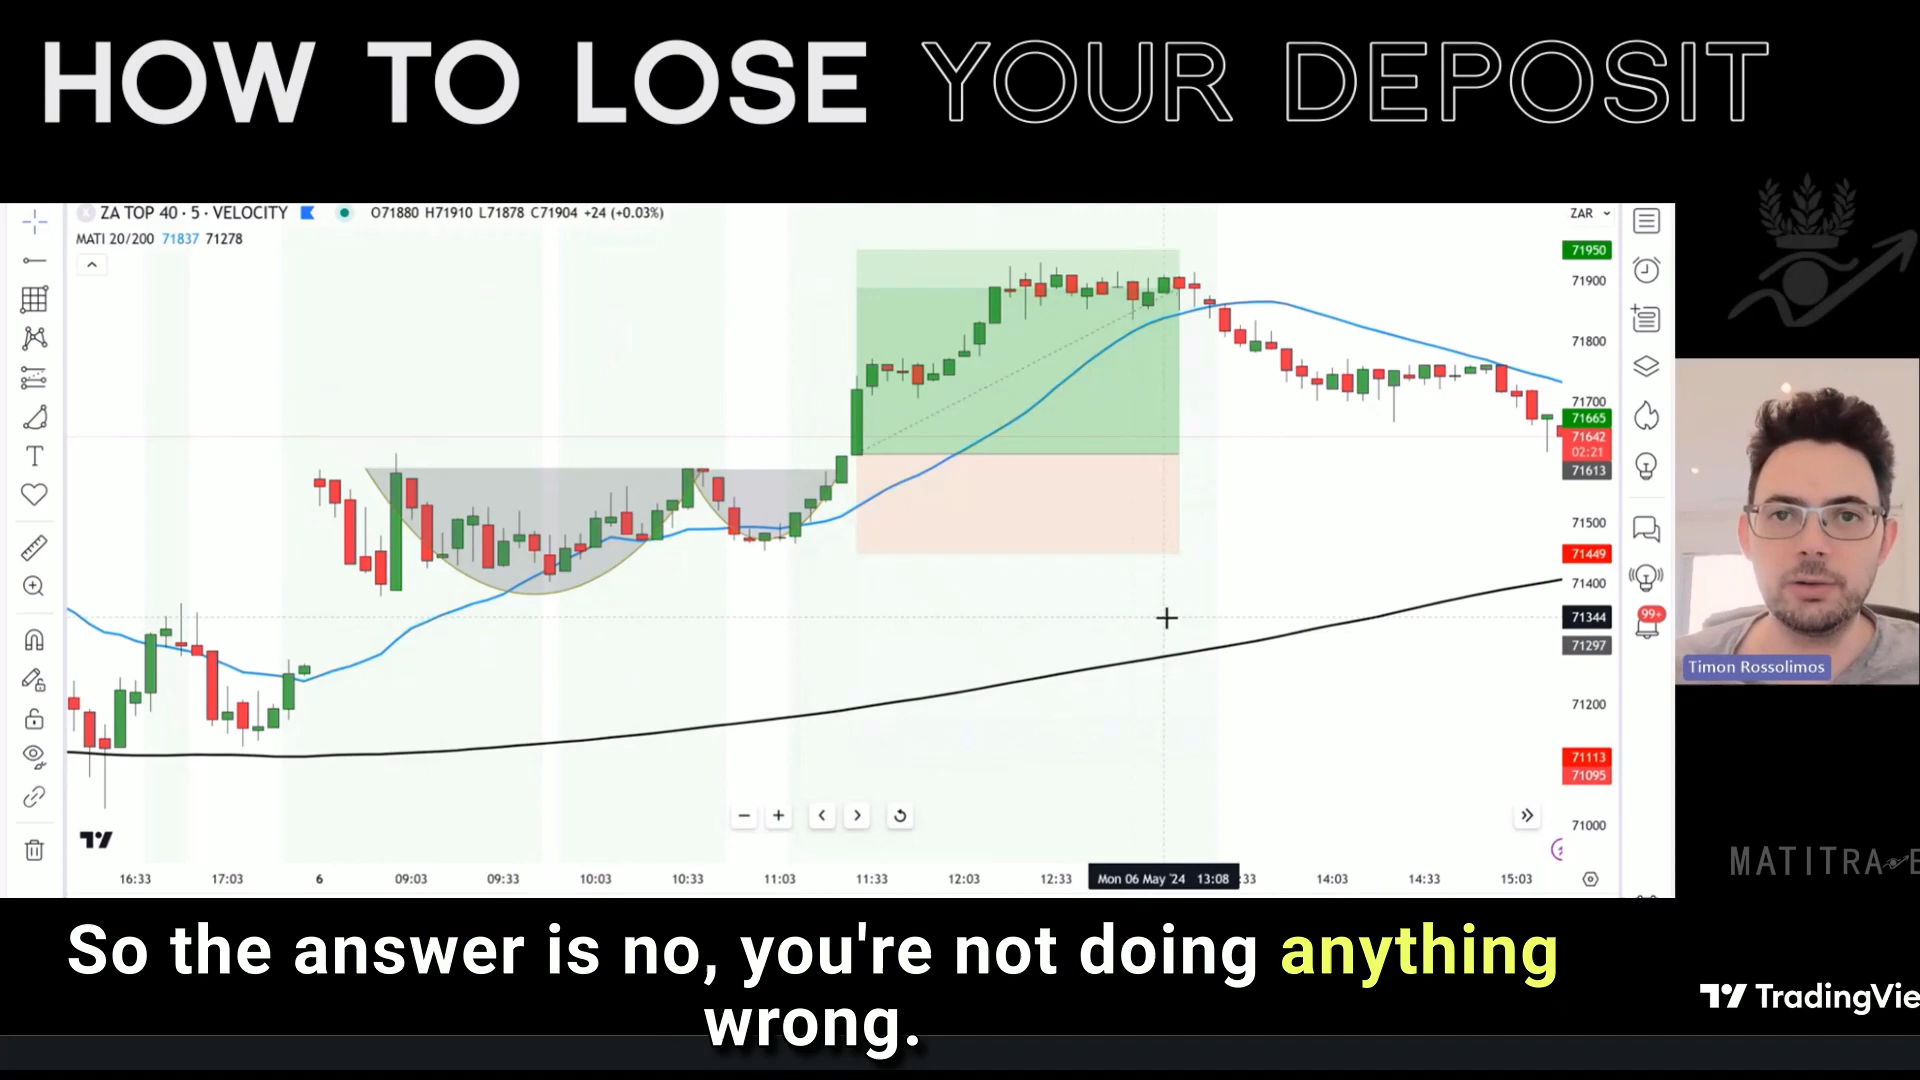 HOW TO LOSE YOUR DEPOSIT
ZA TOP 40 · 5 · VELOCITY O71880 H71910 L71878 C71904 +24 (+0.03%)
MATI 20/200 71837 71278
ZAR
71950
71900
71800
71700
71665
71642
02:21
71613
71500
71449
71400
71344
71297
71200
71113
71095
71000
99+
Timon Rossolimos
16:33 17:03 6 09:03 09:33 10:03 10:33 11:03 11:33 12:03 12:33 Mon 06 May '24 13:08 :33 14:03 14:33 15:03
MATITRA
So the answer is no, you're not doing anything
wrong.
TradingVie